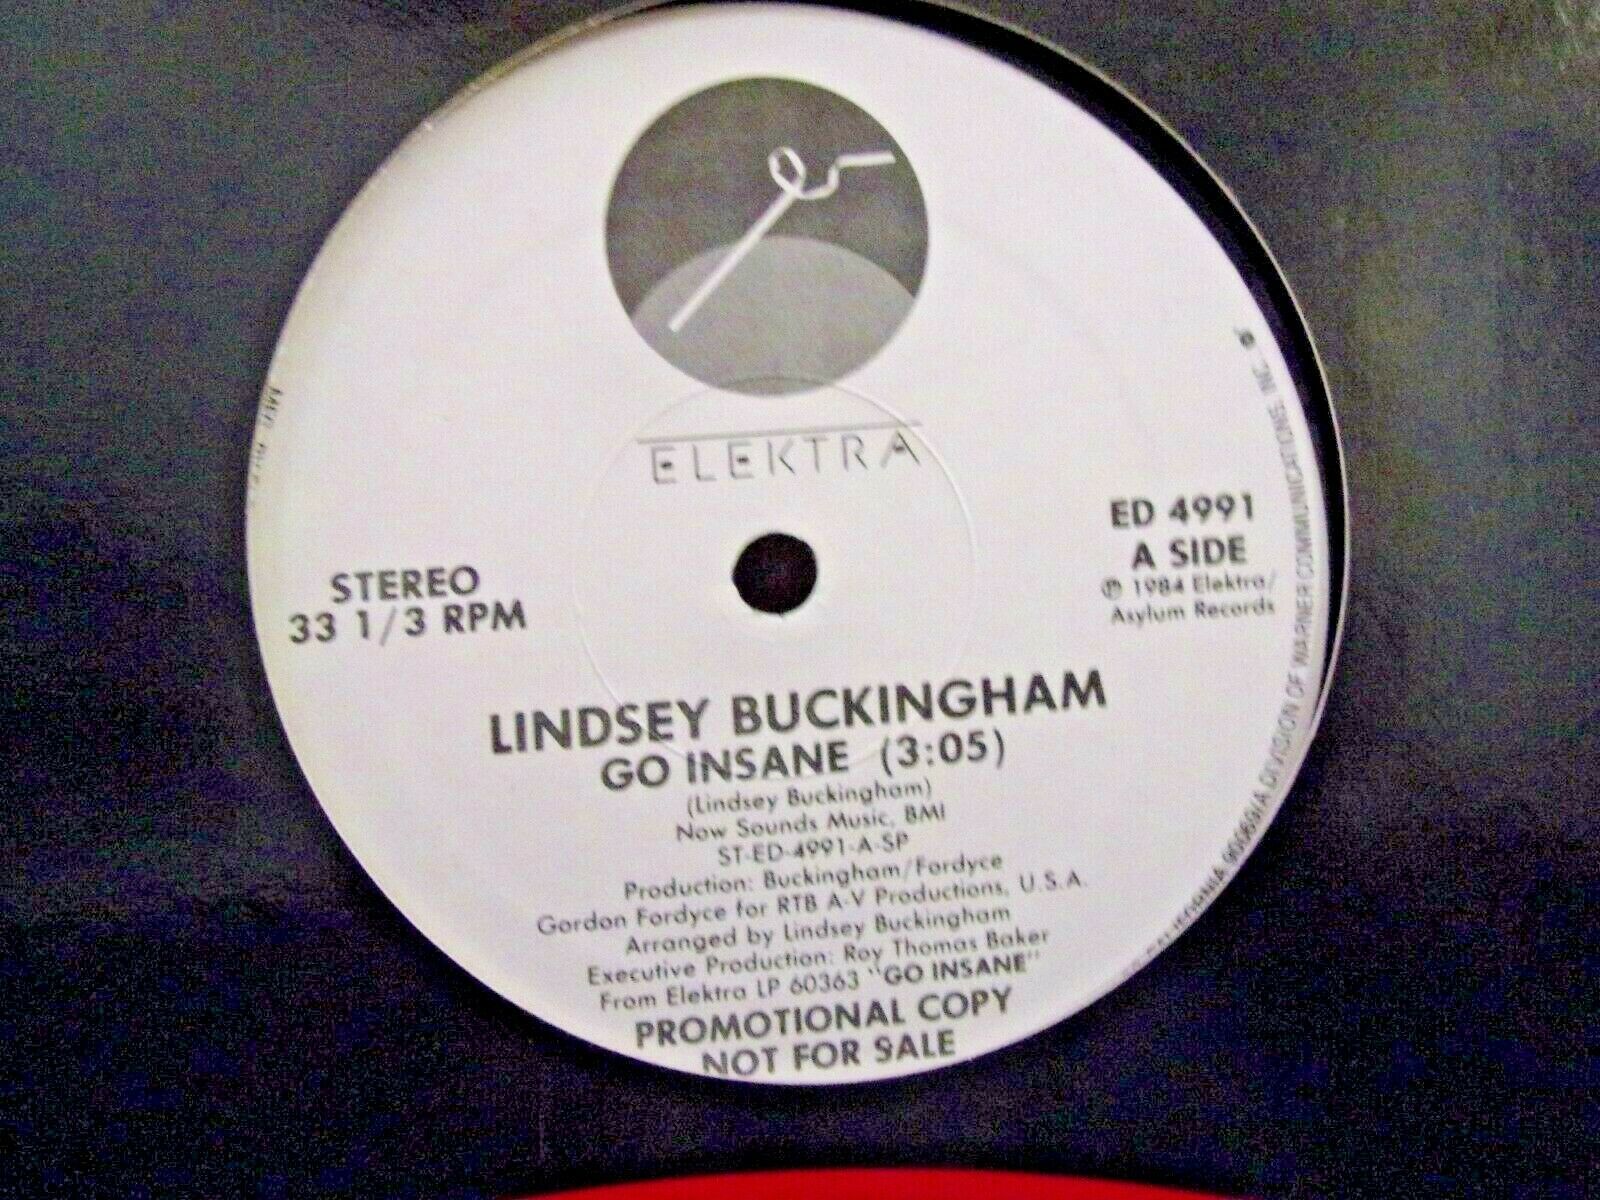 ELEKTRA
STEREO
33 1/3 RPM
ED 4991
A SIDE
℗ 1984 Elektra/
Asylum Records
LINDSEY BUCKINGHAM
GO INSANE (3:05)
(Lindsey Buckingham)
Now Sounds Music, BMI
ST-ED-4991-A-SP
Production: Buckingham/Fordyce
Gordon Fordyce for RTB A-V Productions, U.S.A.
Arranged by Lindsey Buckingham
Executive Production: Roy Thomas Baker
From Elektra LP 60363 "GO INSANE"
PROMOTIONAL COPY
NOT FOR SALE
CALIFORNIA 90069/A DIVISION OF WARNER COMMUNICATIONS, INC.